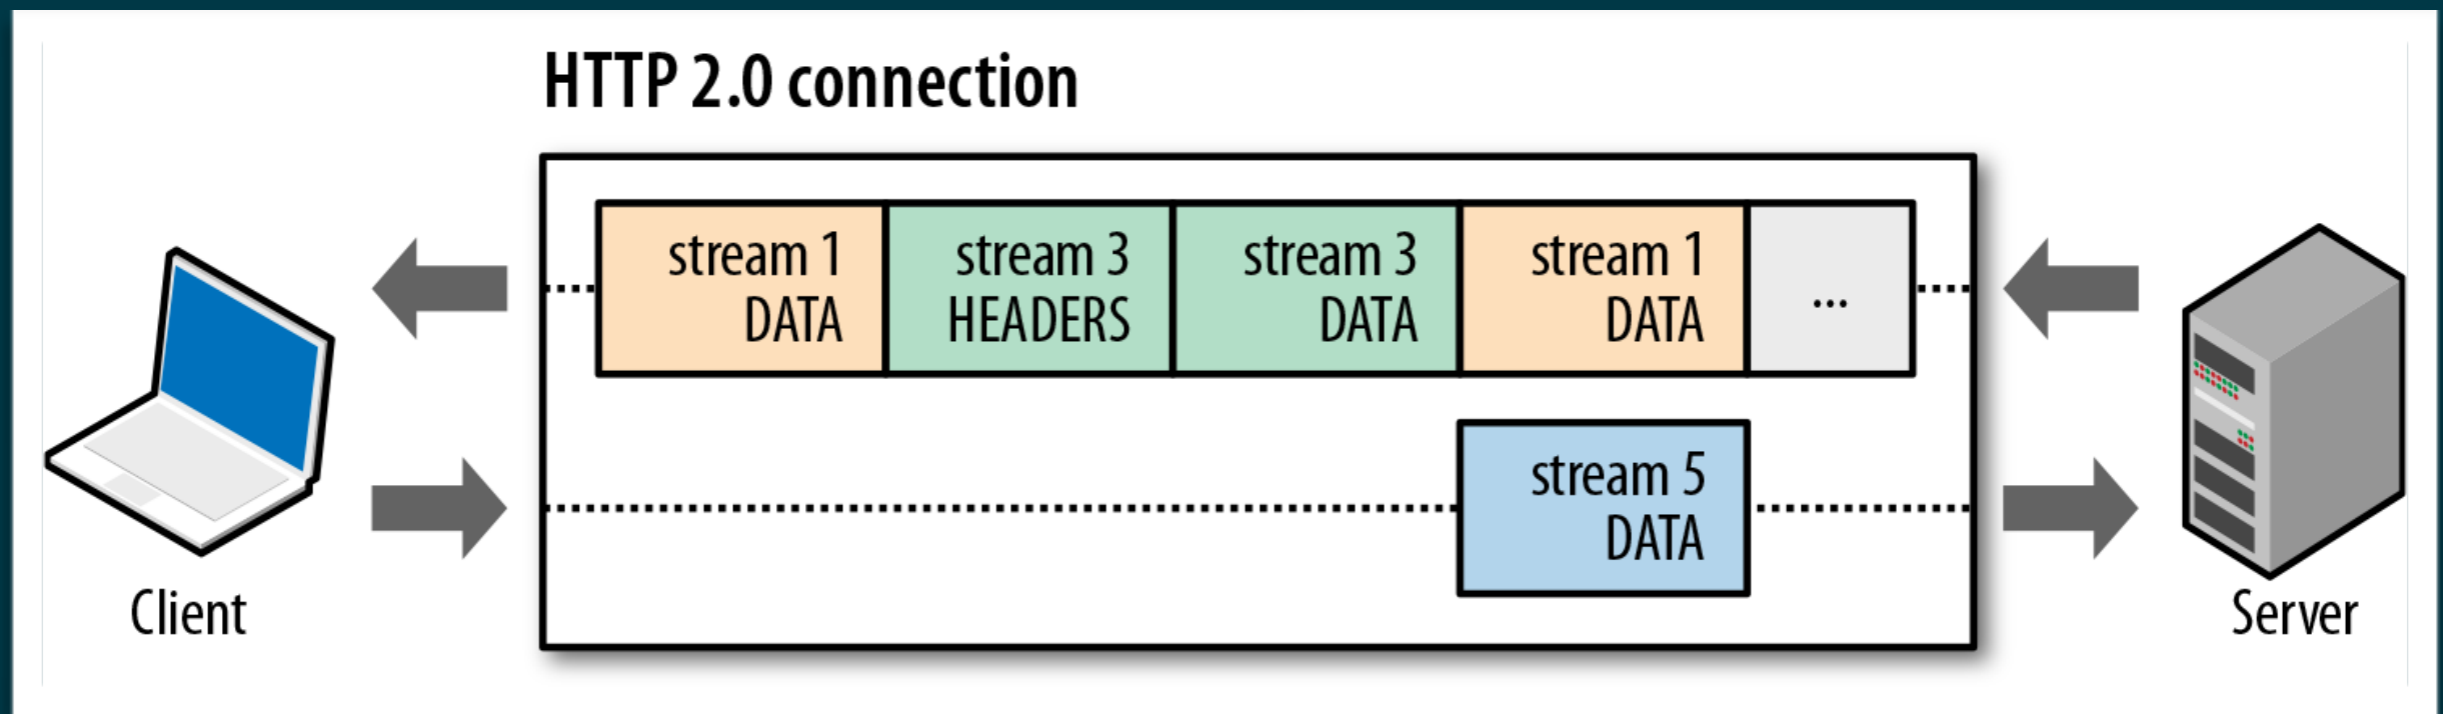 HTTP 2.0 connection
stream 1
DATA
stream 3
HEADERS
stream 3
DATA
stream 1
DATA
...
stream 5
DATA
Client
Server